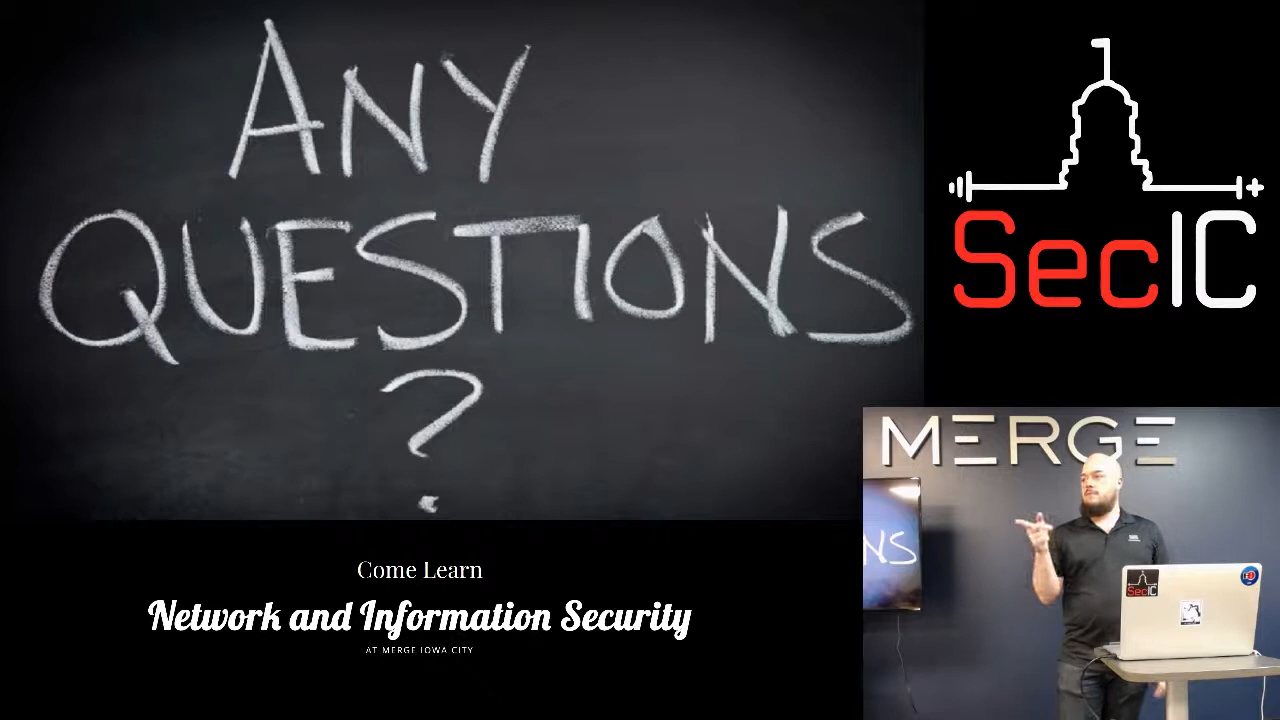 ANY
QUESTIONS
?
SecIC
MERGE
NS
SecIC
Come Learn
Network and Information Security
AT MERGE IOWA CITY